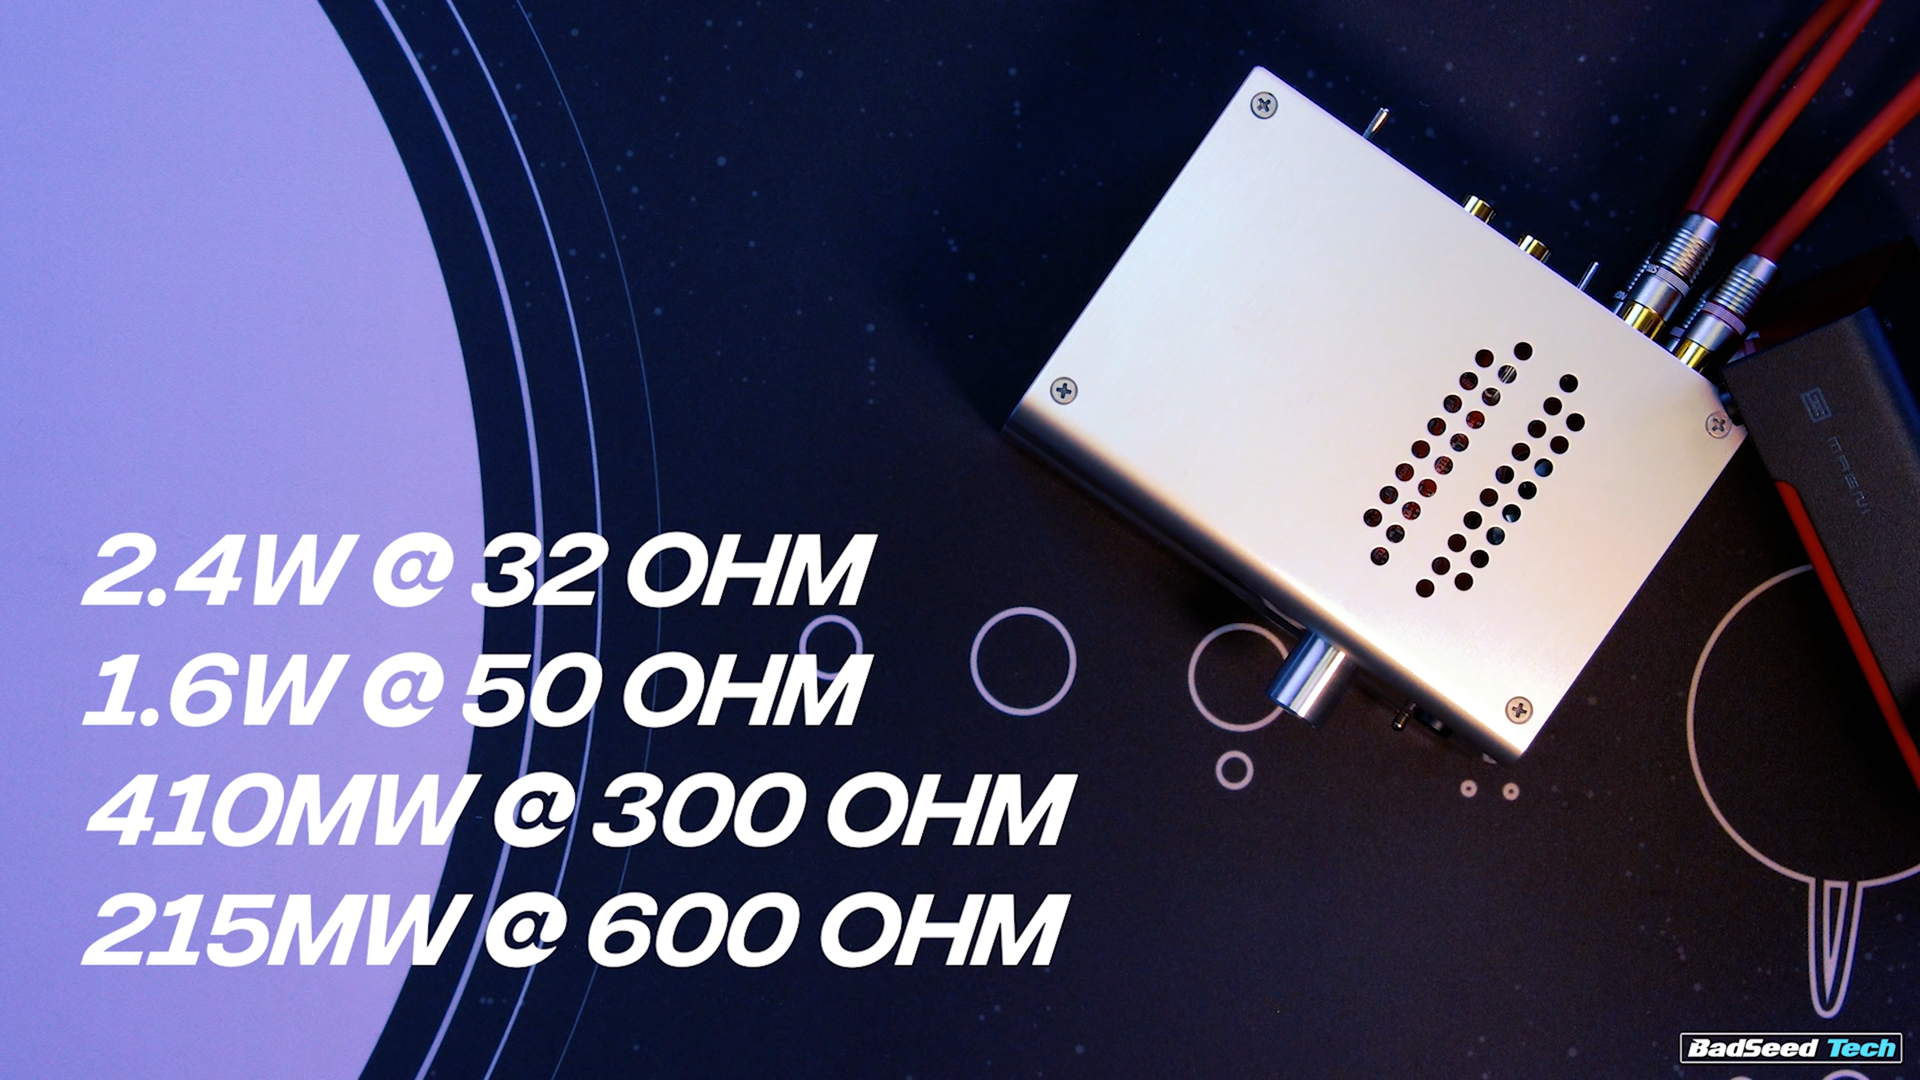 2.4W @ 32 OHM
1.6W @ 50 OHM
410MW @ 300 OHM
215MW @ 600 OHM
BadSeed Tech